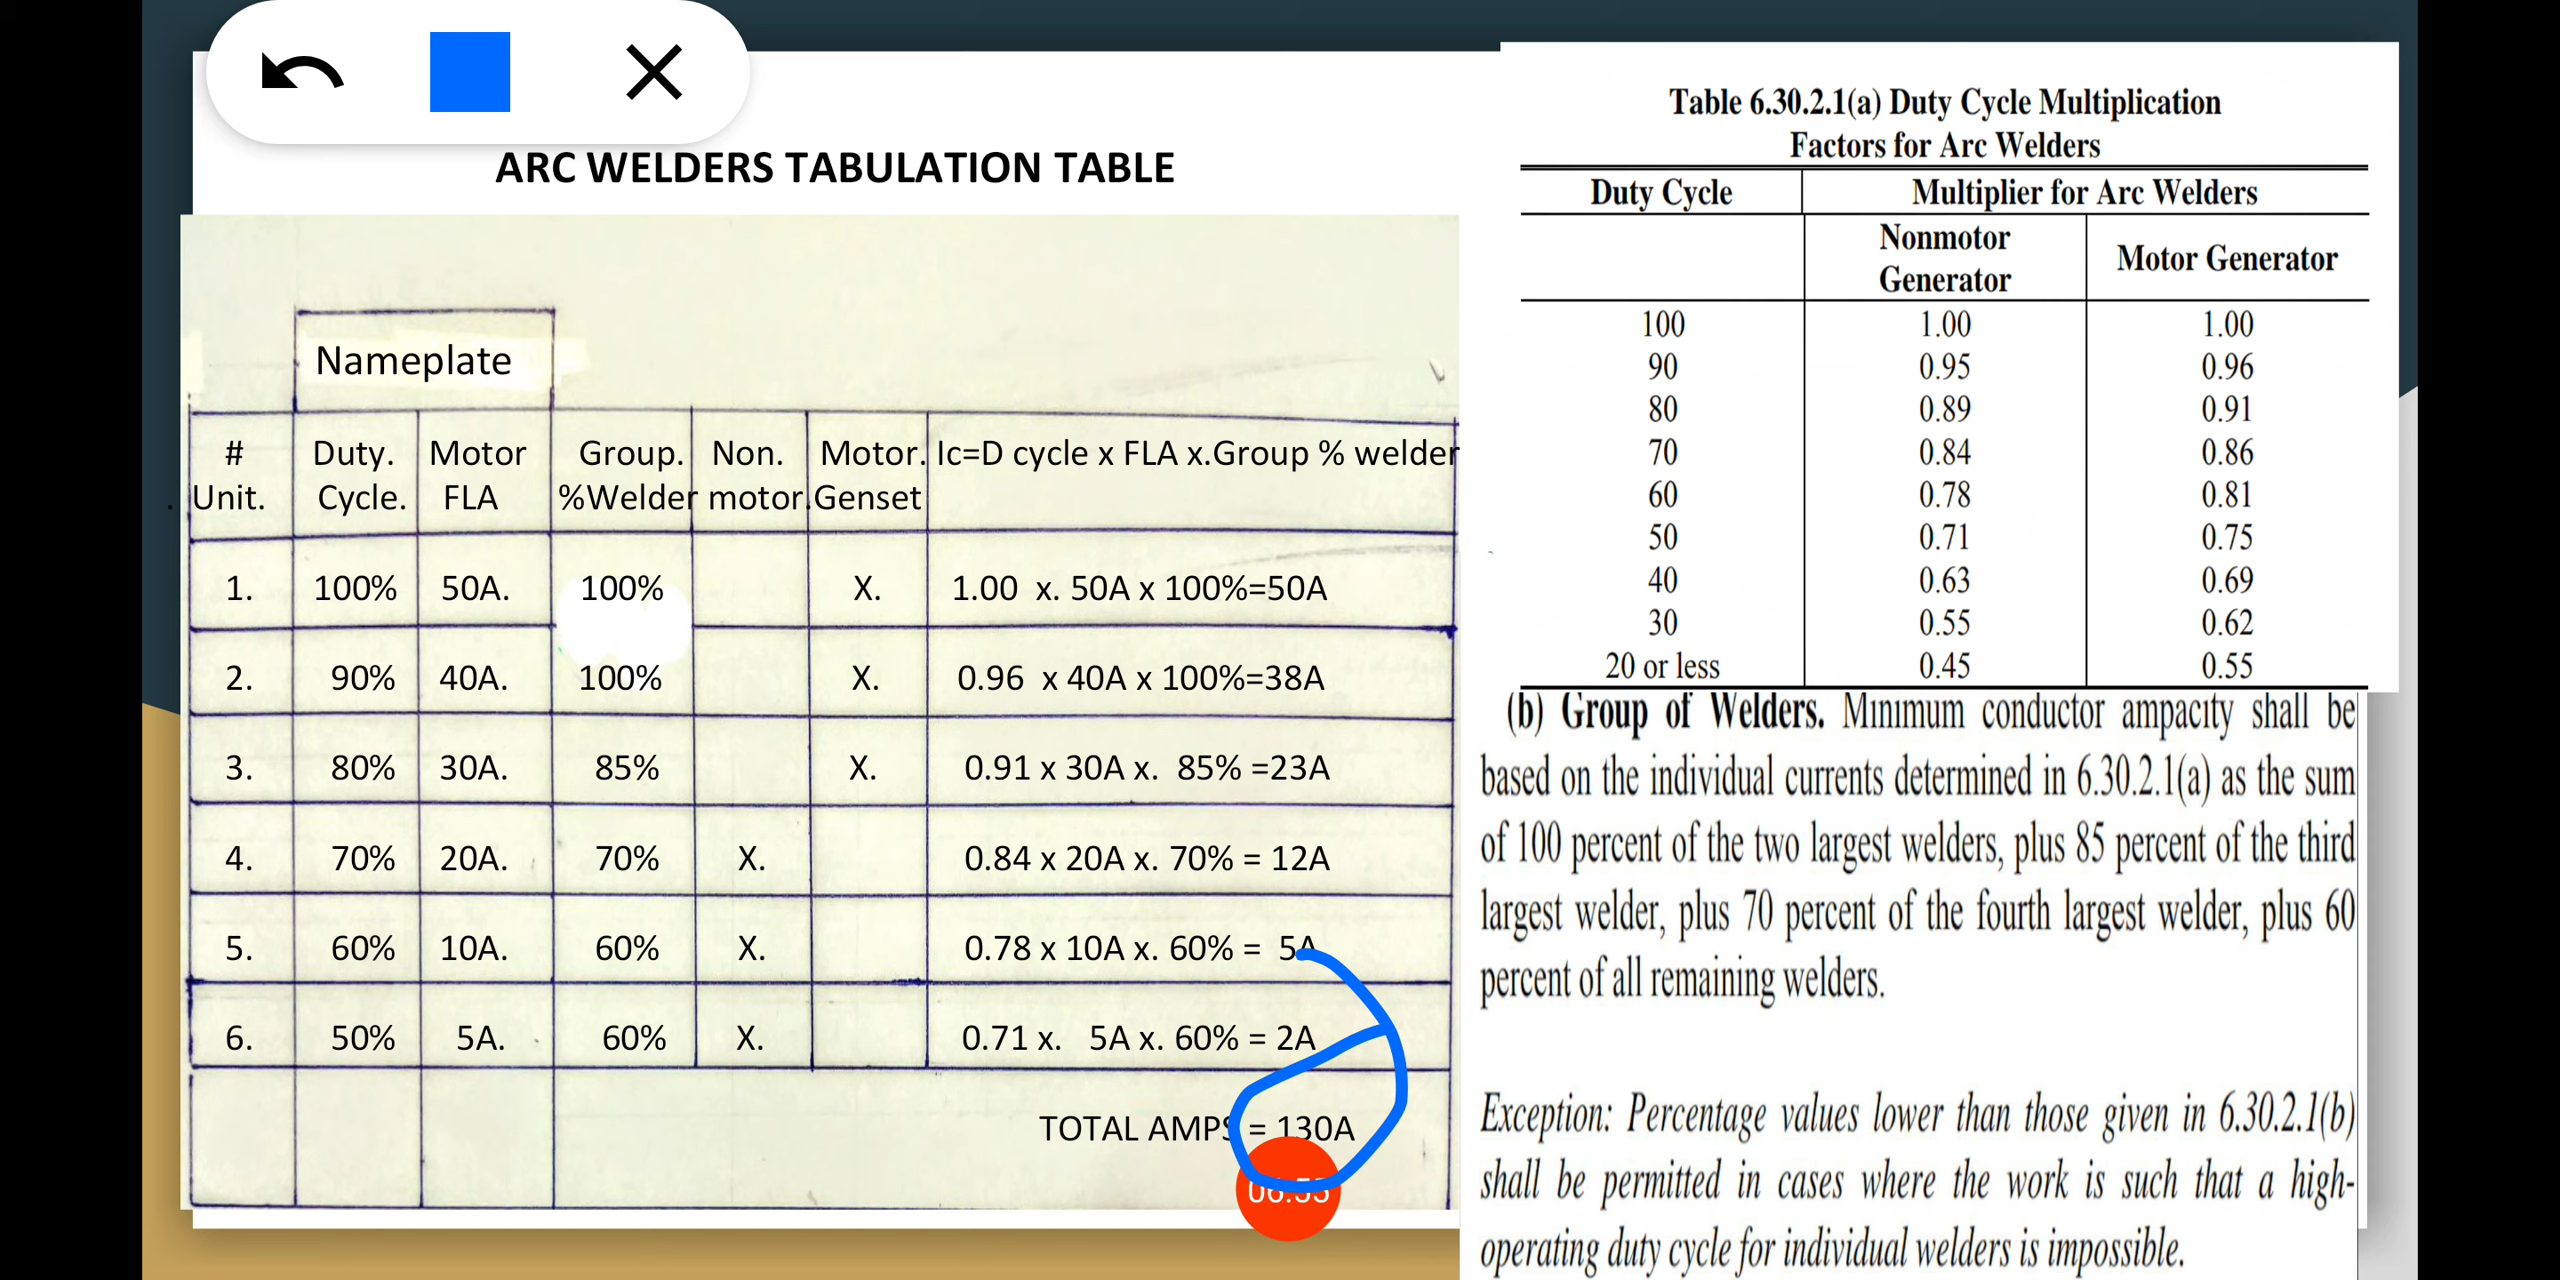 ARC WELDERS TABULATION TABLE
Nameplate
# Unit. Duty. Cycle. Motor FLA Group. %Welder Non. motor. Motor. Genset Ic=D cycle x FLA x.Group % welder
1. 100% 50A. 100% X. 1.00 x. 50A x 100%=50A
2. 90% 40A. 100% X. 0.96 x 40A x 100%=38A
3. 80% 30A. 85% X. 0.91 x 30A x. 85% =23A
4. 70% 20A. 70% X. 0.84 x 20A x. 70% = 12A
5. 60% 10A. 60% X. 0.78 x 10A x. 60% = 5A
6. 50% 5A. 60% X. 0.71 x. 5A x. 60% = 2A
TOTAL AMPS = 130A
06:55
Table 6.30.2.1(a) Duty Cycle Multiplication
Factors for Arc Welders
Duty Cycle Multiplier for Arc Welders
Nonmotor Generator Motor Generator
100 1.00 1.00
90 0.95 0.96
80 0.89 0.91
70 0.84 0.86
60 0.78 0.81
50 0.71 0.75
40 0.63 0.69
30 0.55 0.62
20 or less 0.45 0.55
(b) Group of Welders. Minimum conductor ampacity shall be
based on the individual currents determined in 6.30.2.1(a) as the sum
of 100 percent of the two largest welders, plus 85 percent of the third
largest welder, plus 70 percent of the fourth largest welder, plus 60
percent of all remaining welders.
Exception: Percentage values lower than those given in 6.30.2.1(b)
shall be permitted in cases where the work is such that a high-
operating duty cycle for individual welders is impossible.